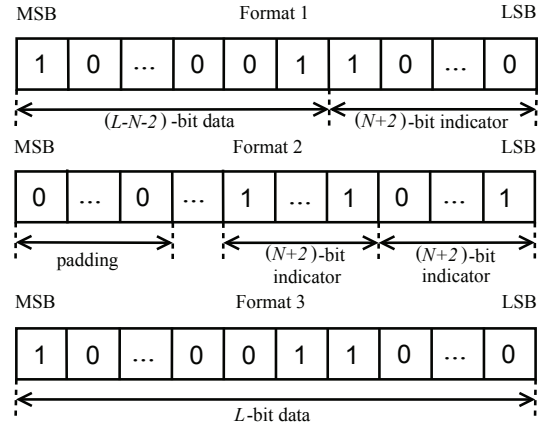 MSB Format 1 LSB
1 0 ... 0 0 1 1 0 ... 0
(L-N-2)-bit data (N+2)-bit indicator
MSB Format 2 LSB
0 ... 0 ... 1 ... 1 0 ... 1
padding (N+2)-bit indicator (N+2)-bit indicator
MSB Format 3 LSB
1 0 ... 0 0 1 1 0 ... 0
L-bit data